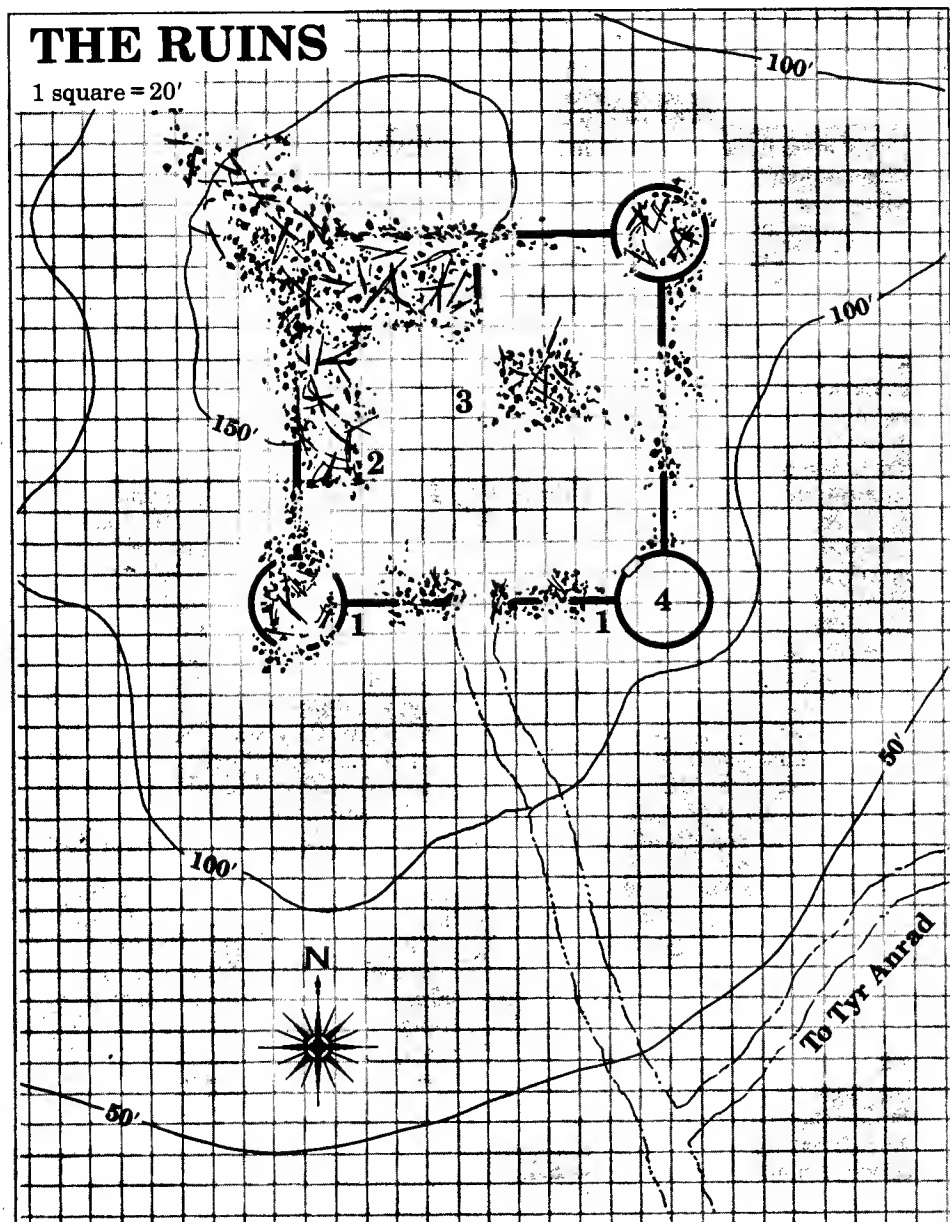 THE RUINS
1 square = 20'
100'
100'
150'
3
2
1
1
4
50'
100'
To Tyr Anrad
N
50'